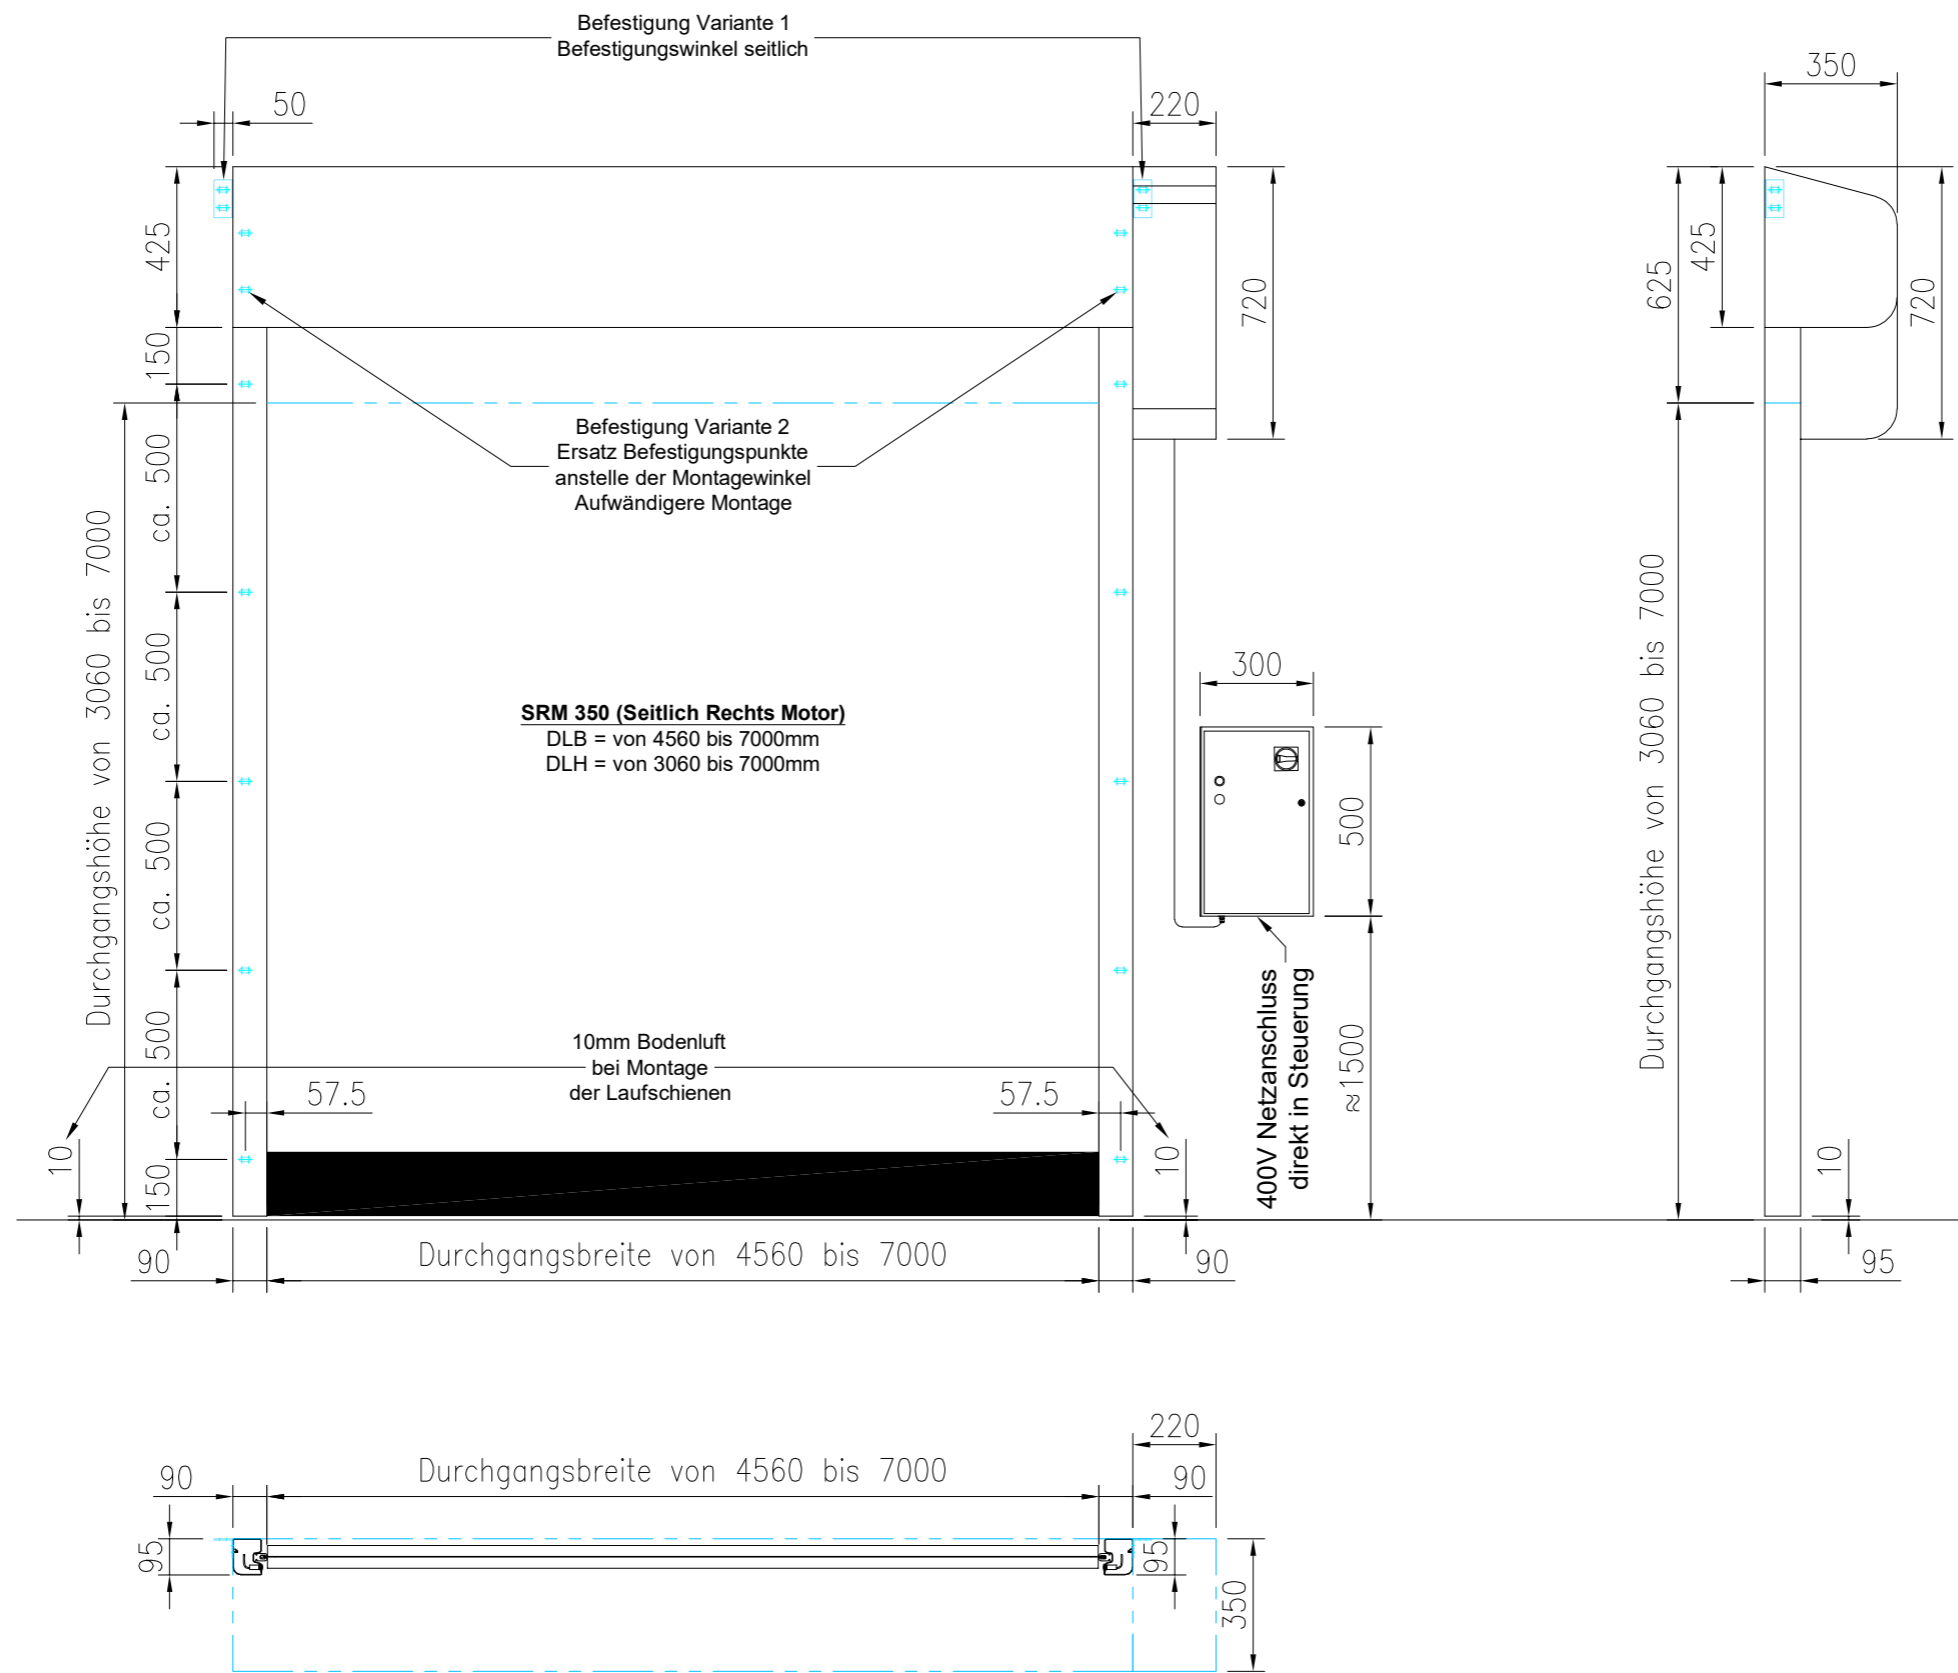 Befestigung Variante 1
Befestigungswinkel seitlich
50
220
350
425
720
625
425
720
150
Befestigung Variante 2
Ersatz Befestigungspunkte
anstelle der Montagewinkel
Aufwändigere Montage
ca. 500
Durchgangshöhe von 3060 bis 7000
ca. 500
SRM 350 (Seitlich Rechts Motor)
DLB = von 4560 bis 7000mm
DLH = von 3060 bis 7000mm
300
500
Durchgangshöhe von 3060 bis 7000
ca. 500
400V Netzanschluss
direkt in Steuerung
≈1500
ca. 500
10mm Bodenluft
bei Montage
der Laufschienen
57.5
57.5
10
150
10
10
90
Durchgangsbreite von 4560 bis 7000
90
95
220
90
Durchgangsbreite von 4560 bis 7000
90
95
95
350